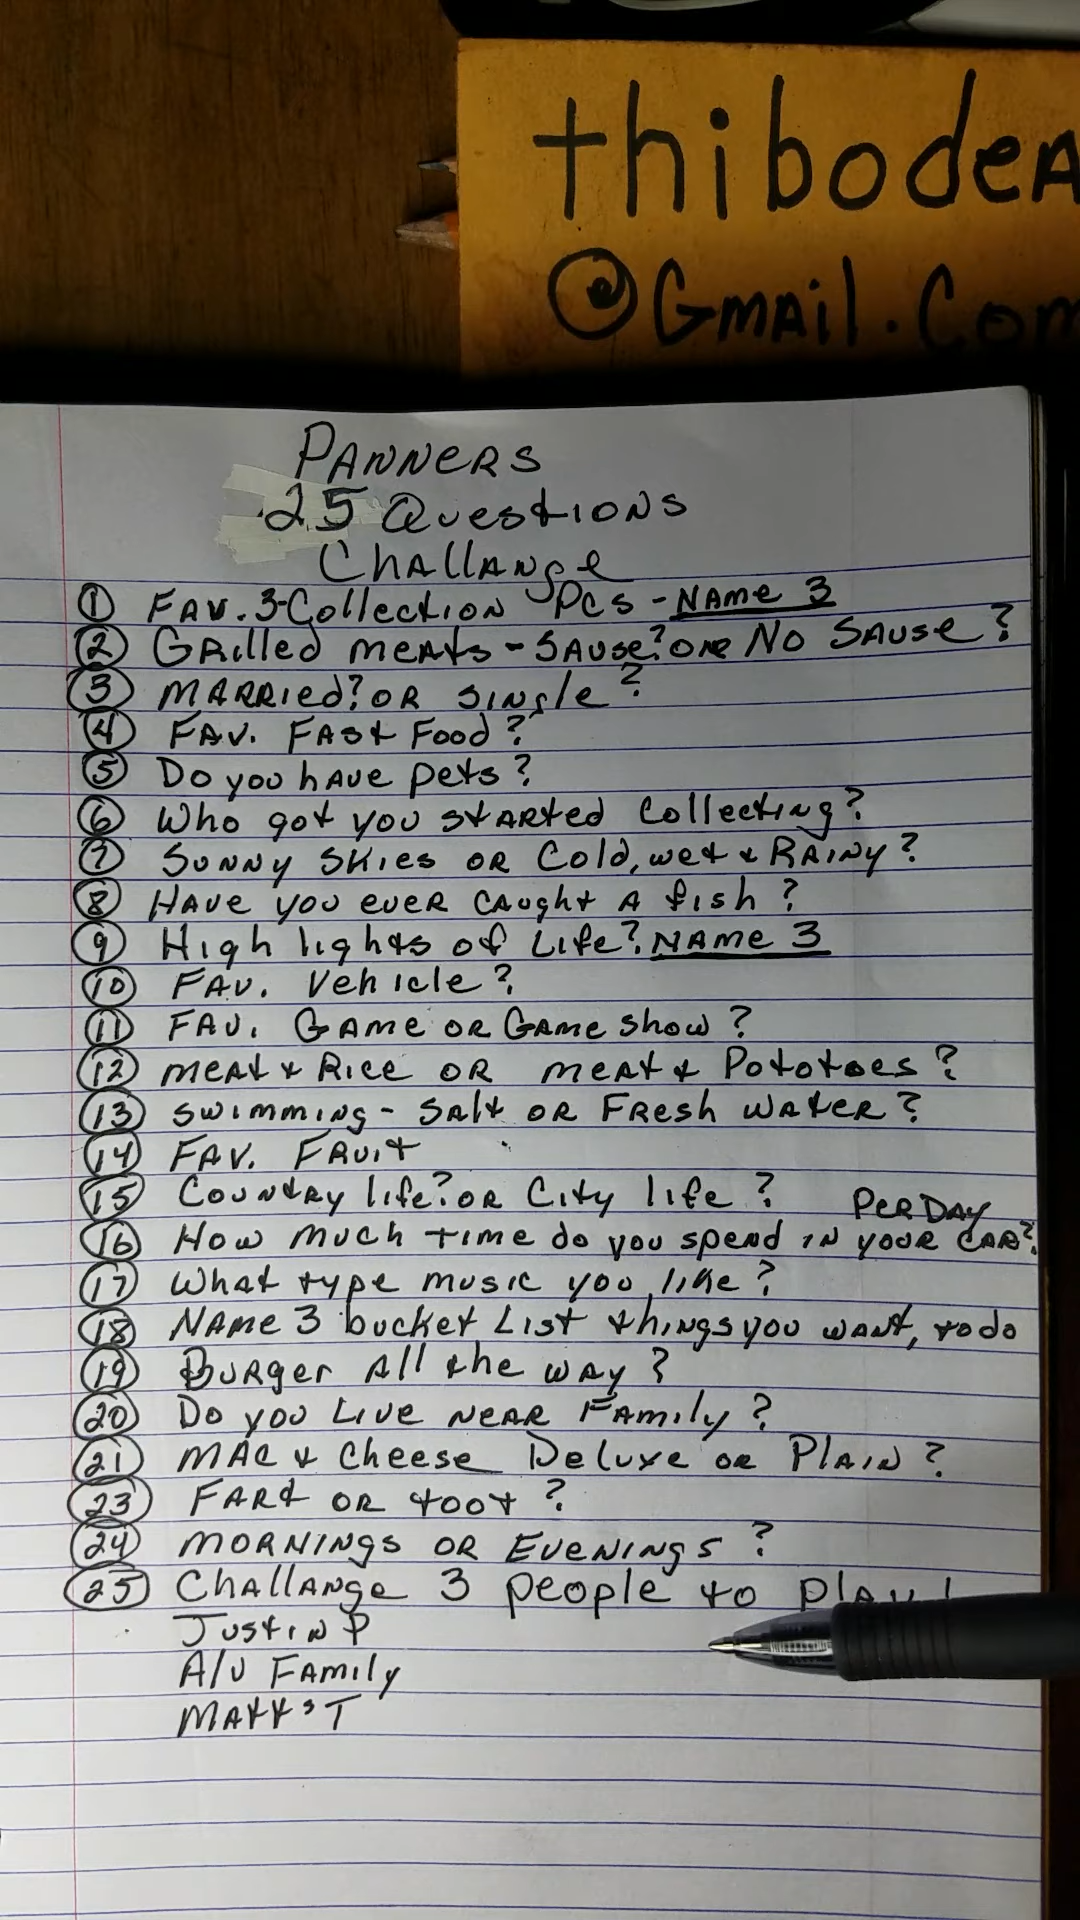 thibodeA
@GMAil.Com
PANNERS
25 Questions
Challange
① FAV. 3-Collection Pcs - NAMe 3
② GRilled meAts - SAuse? ore No SAuse?
③ MARRied? OR SiNgle?
④ FAV. FAst Food?
⑤ Do you hAve pets?
⑥ Who got you stARted Collecting?
⑦ SuNNy Skies OR Cold, wet & RAiNy?
⑧ HAve you eveR CAught A fish?
⑨ High lights of Life? NAMe 3
⑩ FAV. Vehicle?
⑪ FAV. GAMe OR GAMe show?
⑫ meAt & Rice OR meAt & Pototoes?
⑬ Swimming - SAlt OR FResh wAter?
⑭ FAV. FRuit
⑮ CountRy life? OR City life?
PeR DAy
⑯ How much time do you spend iN youR CAR?
⑰ WhAt type music you like?
⑱ NAMe 3 bucket List things you wANt, to do
⑲ BuRgeR All the wAy?
⑳ Do you Live NeAR FAMily?
㉑ MAC & Cheese Deluxe OR PlAiN?
㉓ FARt OR toot?
㉔ MORNiNgs OR EveNiNgs?
㉕ ChAllANge 3 people to plAy!
JustiN P
A/U FAMily
MAtt's T